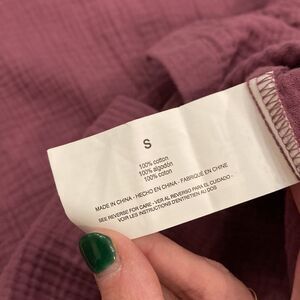 S
100% cotton
100% algodón
100% coton
MADE IN CHINA - HECHO EN CHINA - FABRIQUÉ EN CHINE
SEE REVERSE FOR CARE - VER AL REVERSO EL CUIDADO -
VOIR LES INSTRUCTIONS D'ENTRETIEN AU DOS